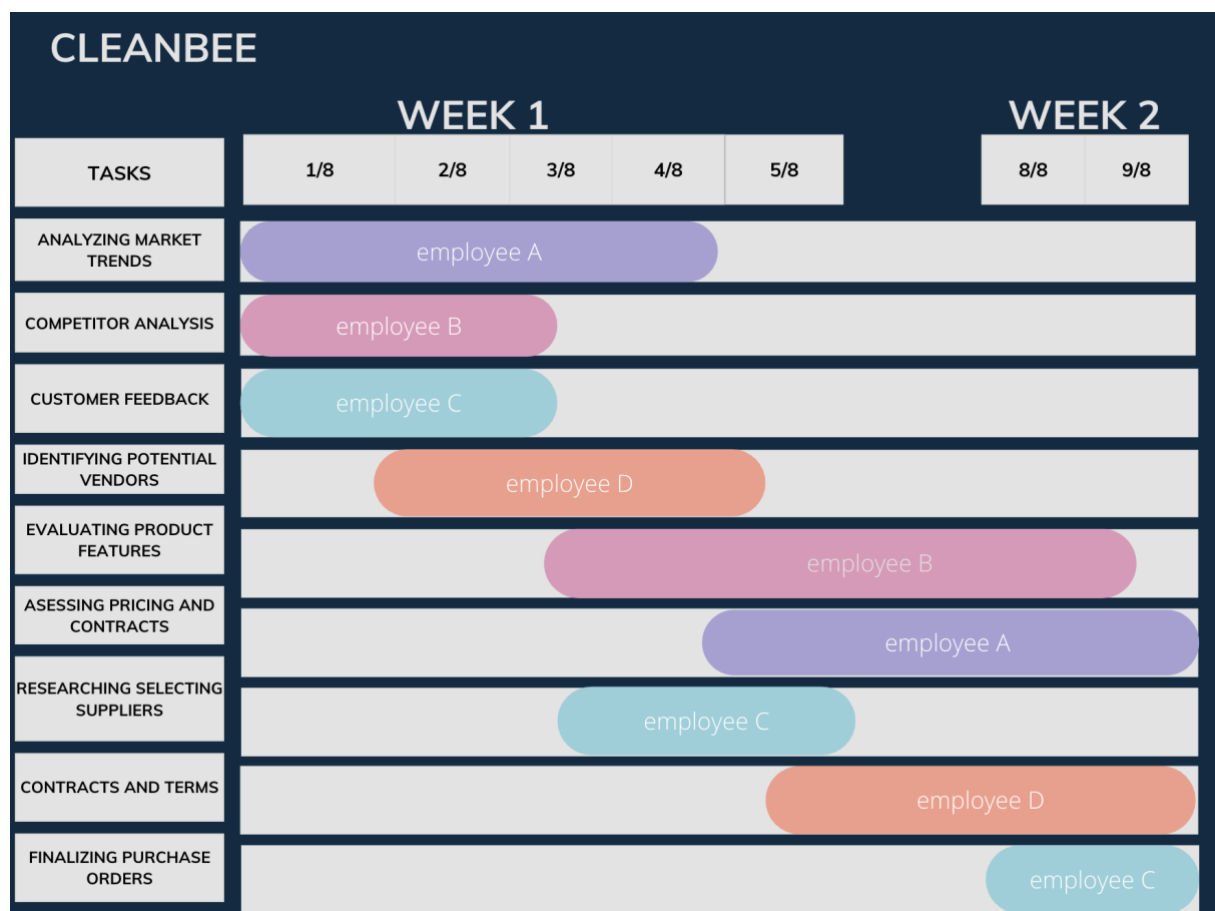 CLEANBEE
WEEK 1 WEEK 2
TASKS 1/8 2/8 3/8 4/8 5/8 8/8 9/8
ANALYZING MARKET
TRENDS
employee A
COMPETITOR ANALYSIS
employee B
CUSTOMER FEEDBACK
employee C
IDENTIFYING POTENTIAL
VENDORS
employee D
EVALUATING PRODUCT
FEATURES
employee B
ASESSING PRICING AND
CONTRACTS
employee A
RESEARCHING SELECTING
SUPPLIERS
employee C
CONTRACTS AND TERMS
employee D
FINALIZING PURCHASE
ORDERS
employee C